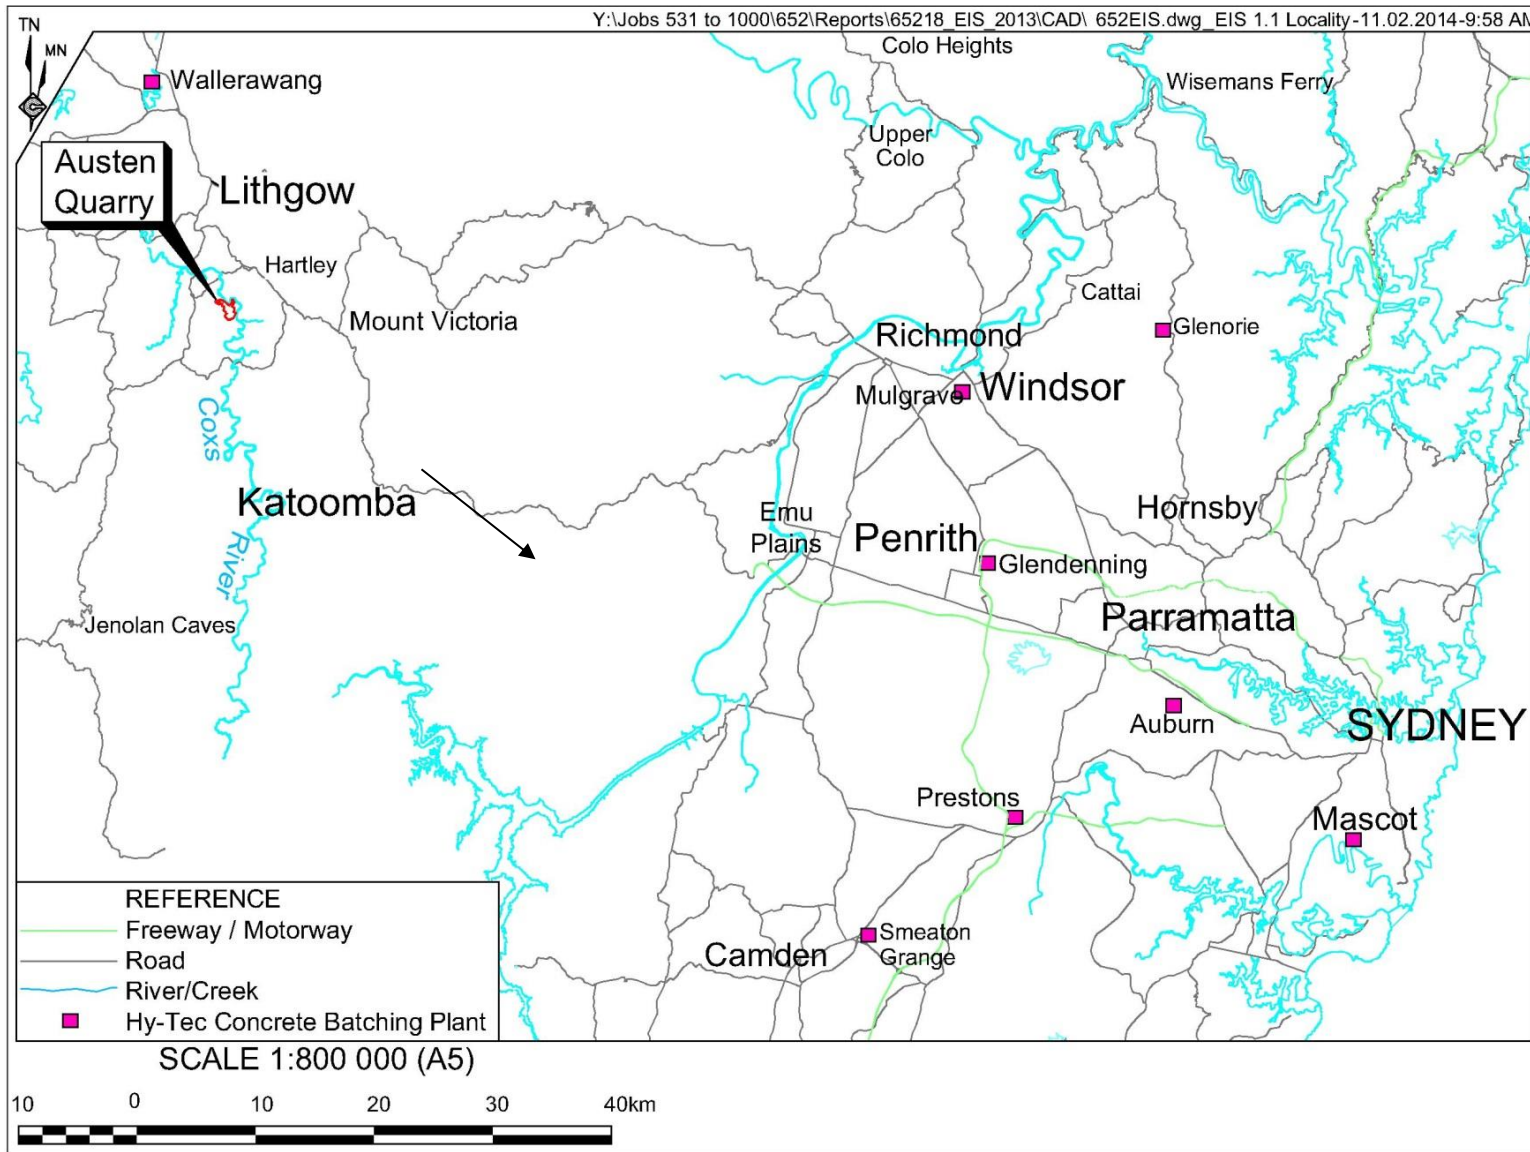 Y:\Jobs 531 to 1000\652\Reports\65218_EIS_2013\CAD\ 652EIS.dwg_EIS 1.1 Locality-11.02.2014-9:58 AM
TN
MN
Colo Heights
Wallerawang
Wisemans Ferry
Upper
Colo
Austen
Quarry
Lithgow
Hartley
Cattai
Mount Victoria
Richmond
Glenorie
Mulgrave
Windsor
Coxs
River
Katoomba
Hornsby
Emu
Plains
Penrith
Glendenning
Jenolan Caves
Parramatta
Auburn
SYDNEY
Prestons
Mascot
Smeaton
Grange
Camden
REFERENCE
Freeway / Motorway
Road
River/Creek
Hy-Tec Concrete Batching Plant
SCALE 1:800 000 (A5)
10 0 10 20 30 40km